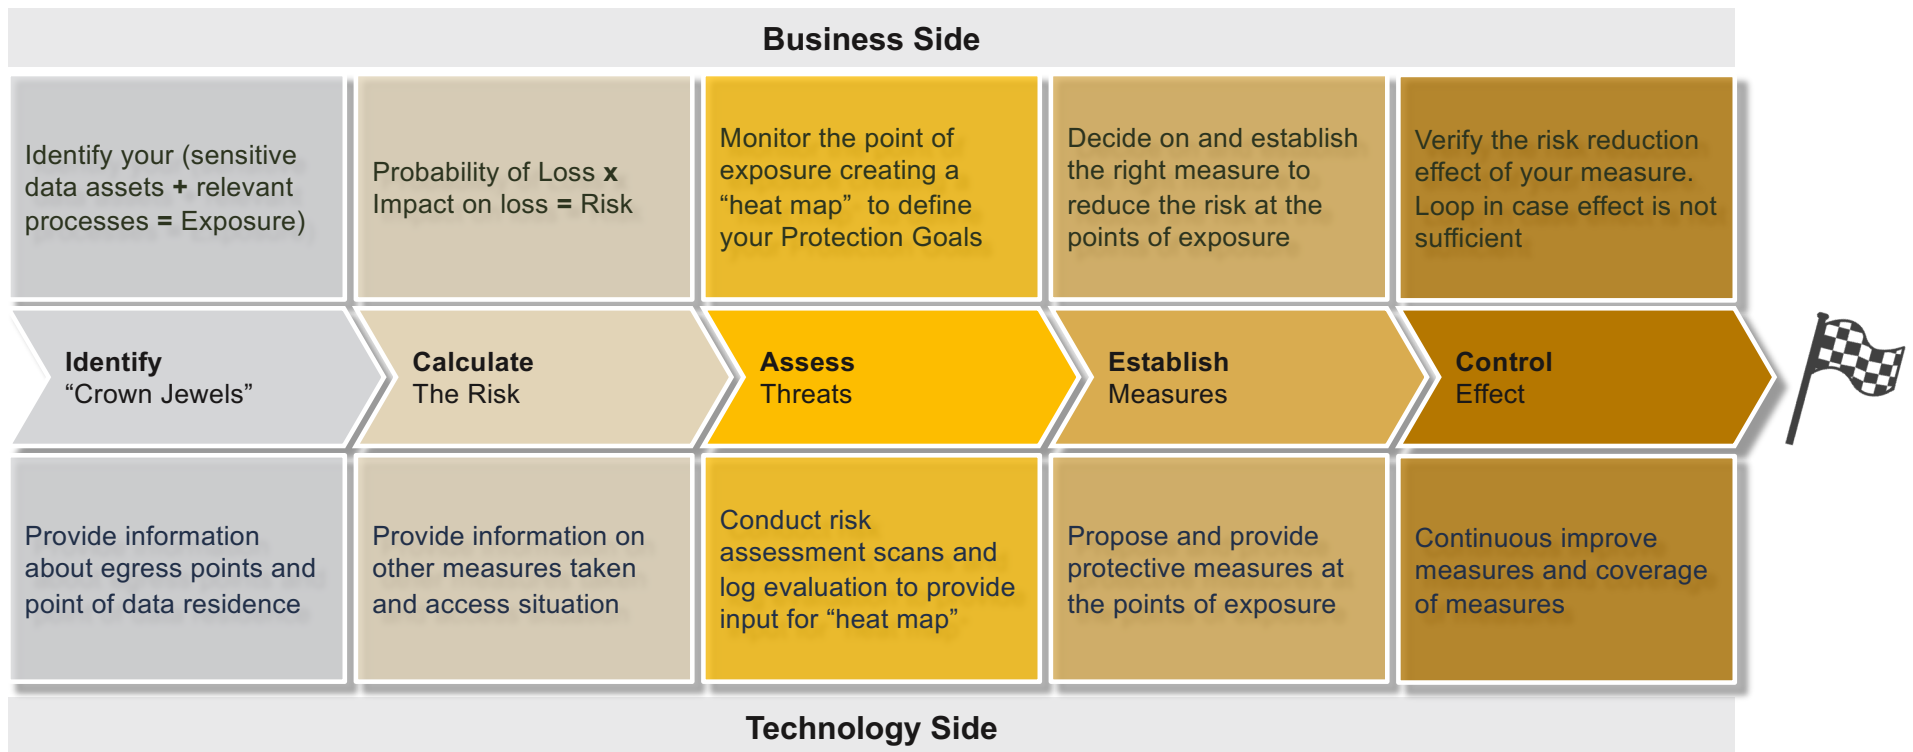 Business Side
Identify your (sensitive
data assets + relevant
processes = Exposure)
Probability of Loss x
Impact on loss = Risk
Monitor the point of
exposure creating a
“heat map”  to define
your Protection Goals
Decide on and establish
the right measure to
reduce the risk at the
points of exposure
Verify the risk reduction
effect of your measure.
Loop in case effect is not
sufficient
Identify
“Crown Jewels”
Calculate
The Risk
Assess
Threats
Establish
Measures
Control
Effect
Provide information
about egress points and
point of data residence
Provide information on
other measures taken
and access situation
Conduct risk
assessment scans and
log evaluation to provide
input for “heat map”
Propose and provide
protective measures at
the points of exposure
Continuous improve
measures and coverage
of measures
Technology Side